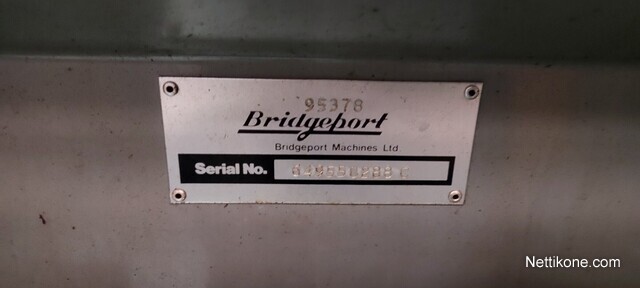 95378
Bridgeport
Bridgeport Machines Ltd
Serial No.
Nettikone.com